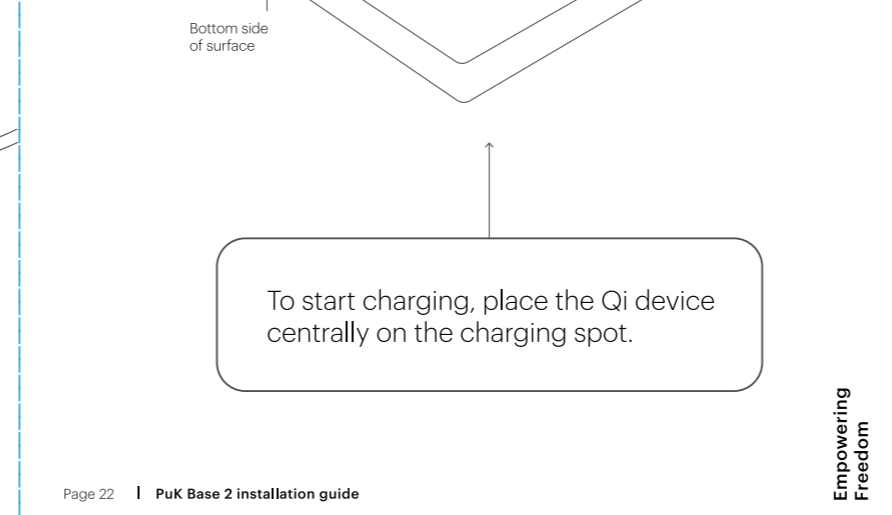 Bottom side
of surface
To start charging, place the Qi device
centrally on the charging spot.
Page 22 | PuK Base 2 installation guide
Empowering
Freedom